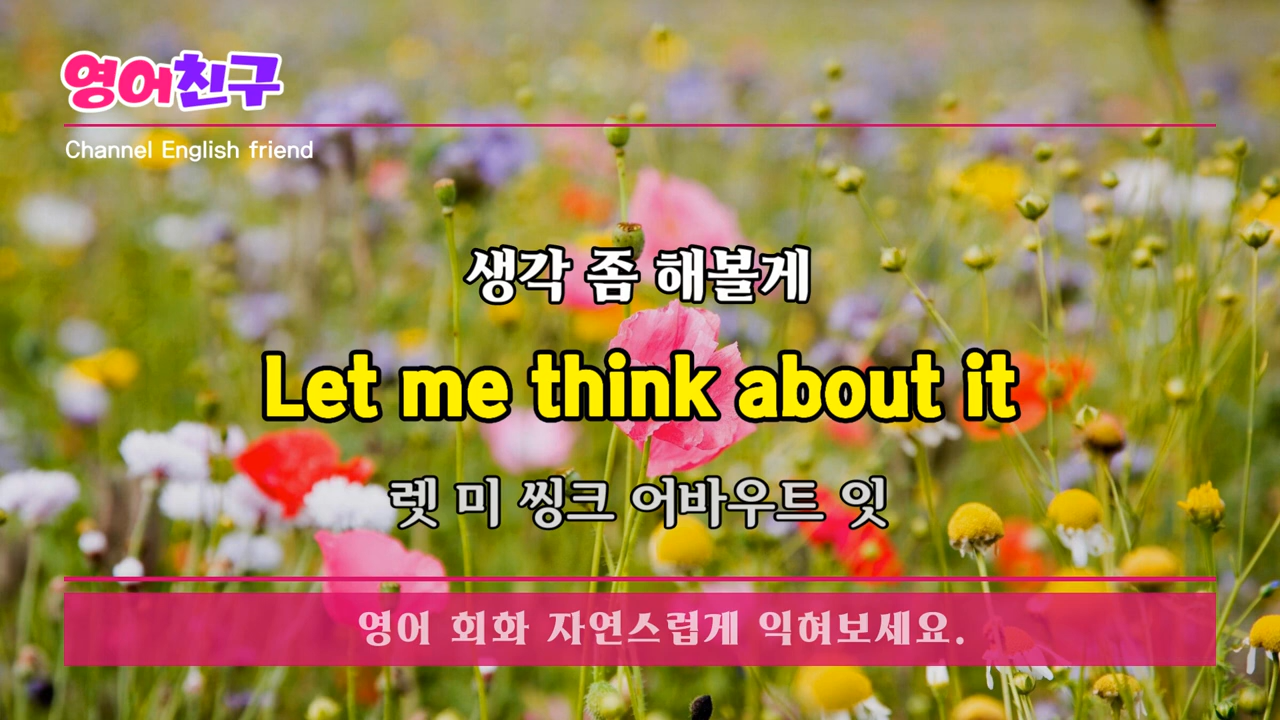 영어친구
Channel English friend
생각 좀 해볼게
Let me think about it
렛 미 씽크 어바우트 잇
영어 회화 자연스럽게 익혀보세요.